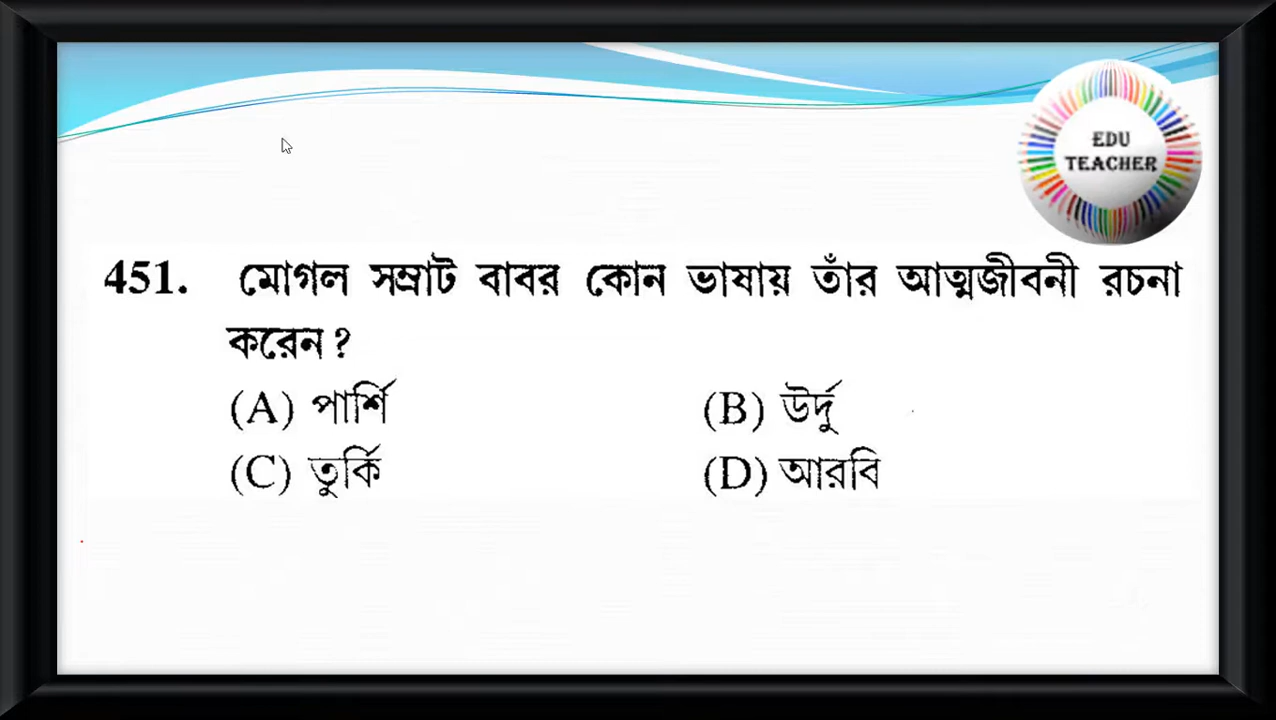 EDU
TEACHER
451. মোগল সম্রাট বাবর কোন ভাষায় তাঁর আত্মজীবনী রচনা
করেন?
(A) পার্শি (B) উর্দু
(C) তুর্কি (D) আরবি